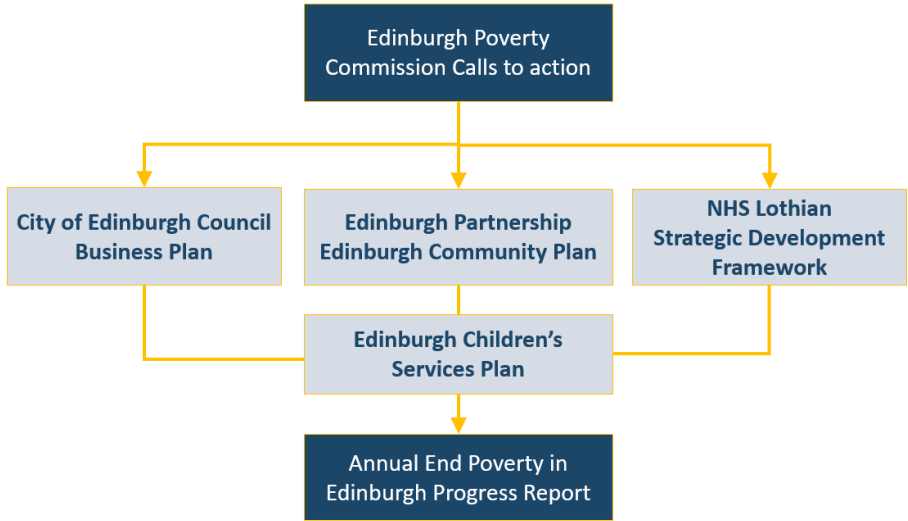 Edinburgh Poverty
Commission Calls to action
City of Edinburgh Council
Business Plan
Edinburgh Partnership
Edinburgh Community Plan
NHS Lothian
Strategic Development
Framework
Edinburgh Children’s
Services Plan
Annual End Poverty in
Edinburgh Progress Report